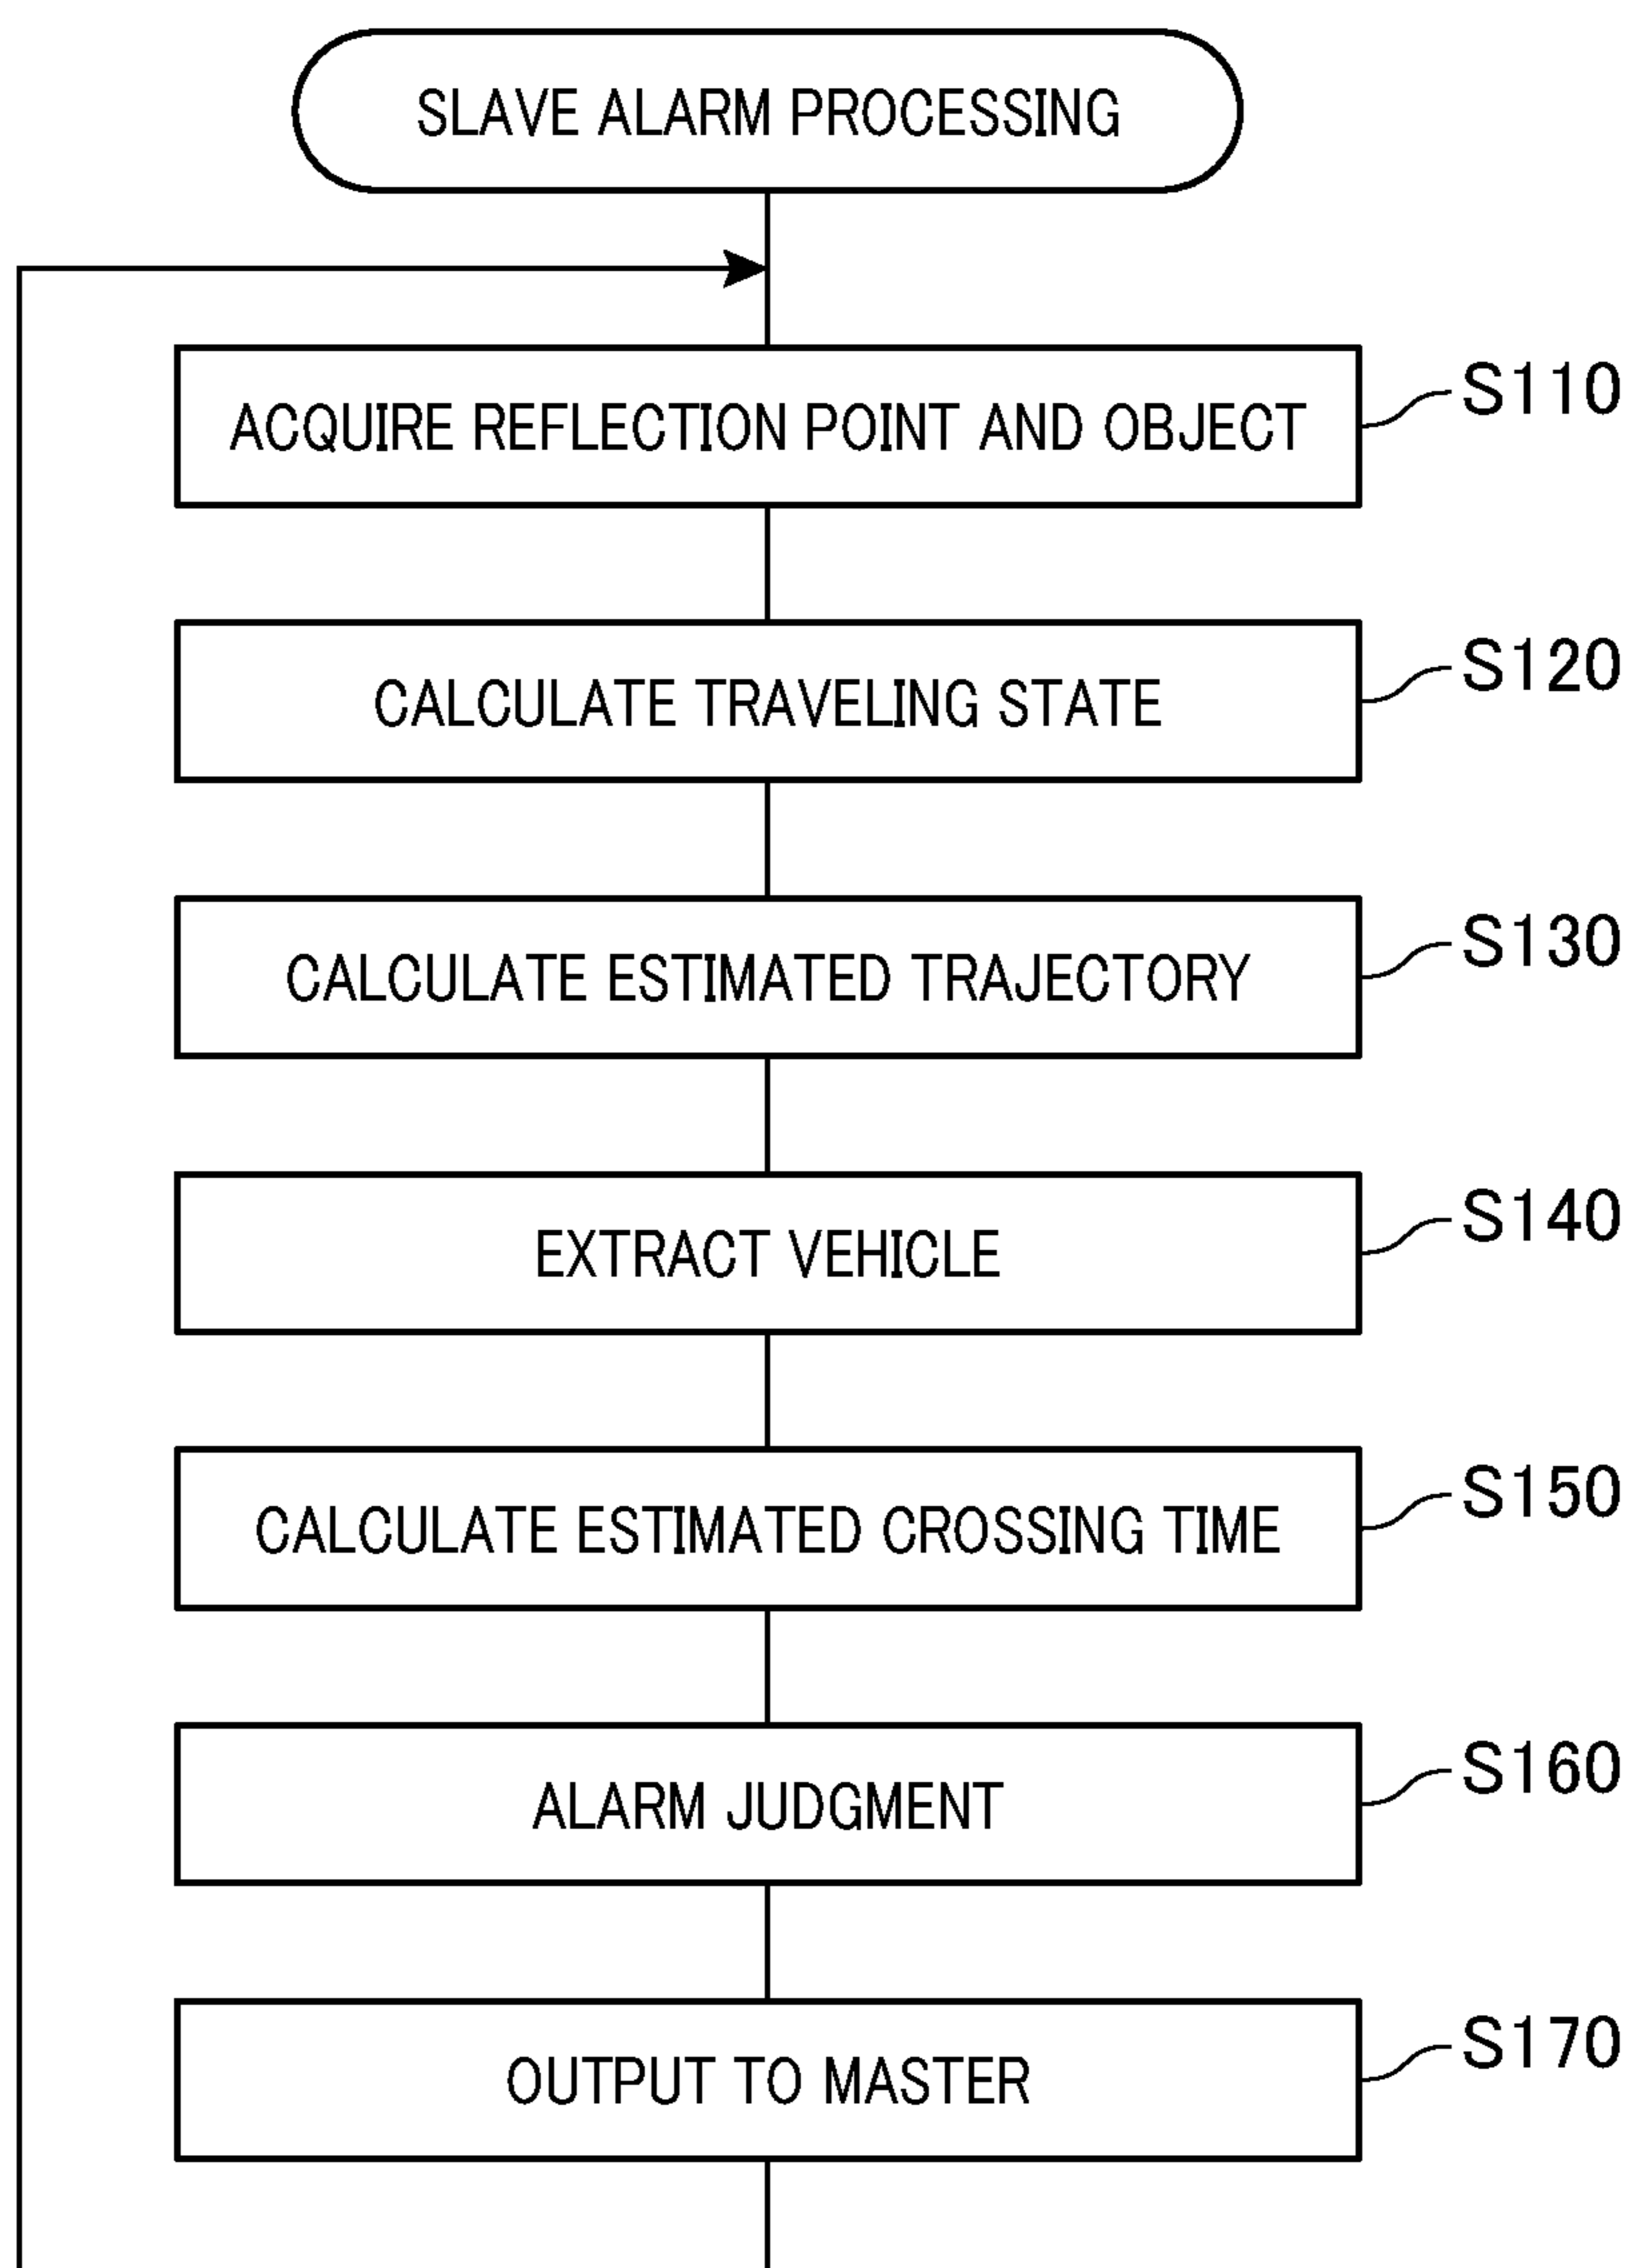 SLAVE ALARM PROCESSING
ACQUIRE REFLECTION POINT AND OBJECT
S110
CALCULATE TRAVELING STATE
S120
CALCULATE ESTIMATED TRAJECTORY
S130
EXTRACT VEHICLE
S140
CALCULATE ESTIMATED CROSSING TIME
S150
ALARM JUDGMENT
S160
OUTPUT TO MASTER
S170